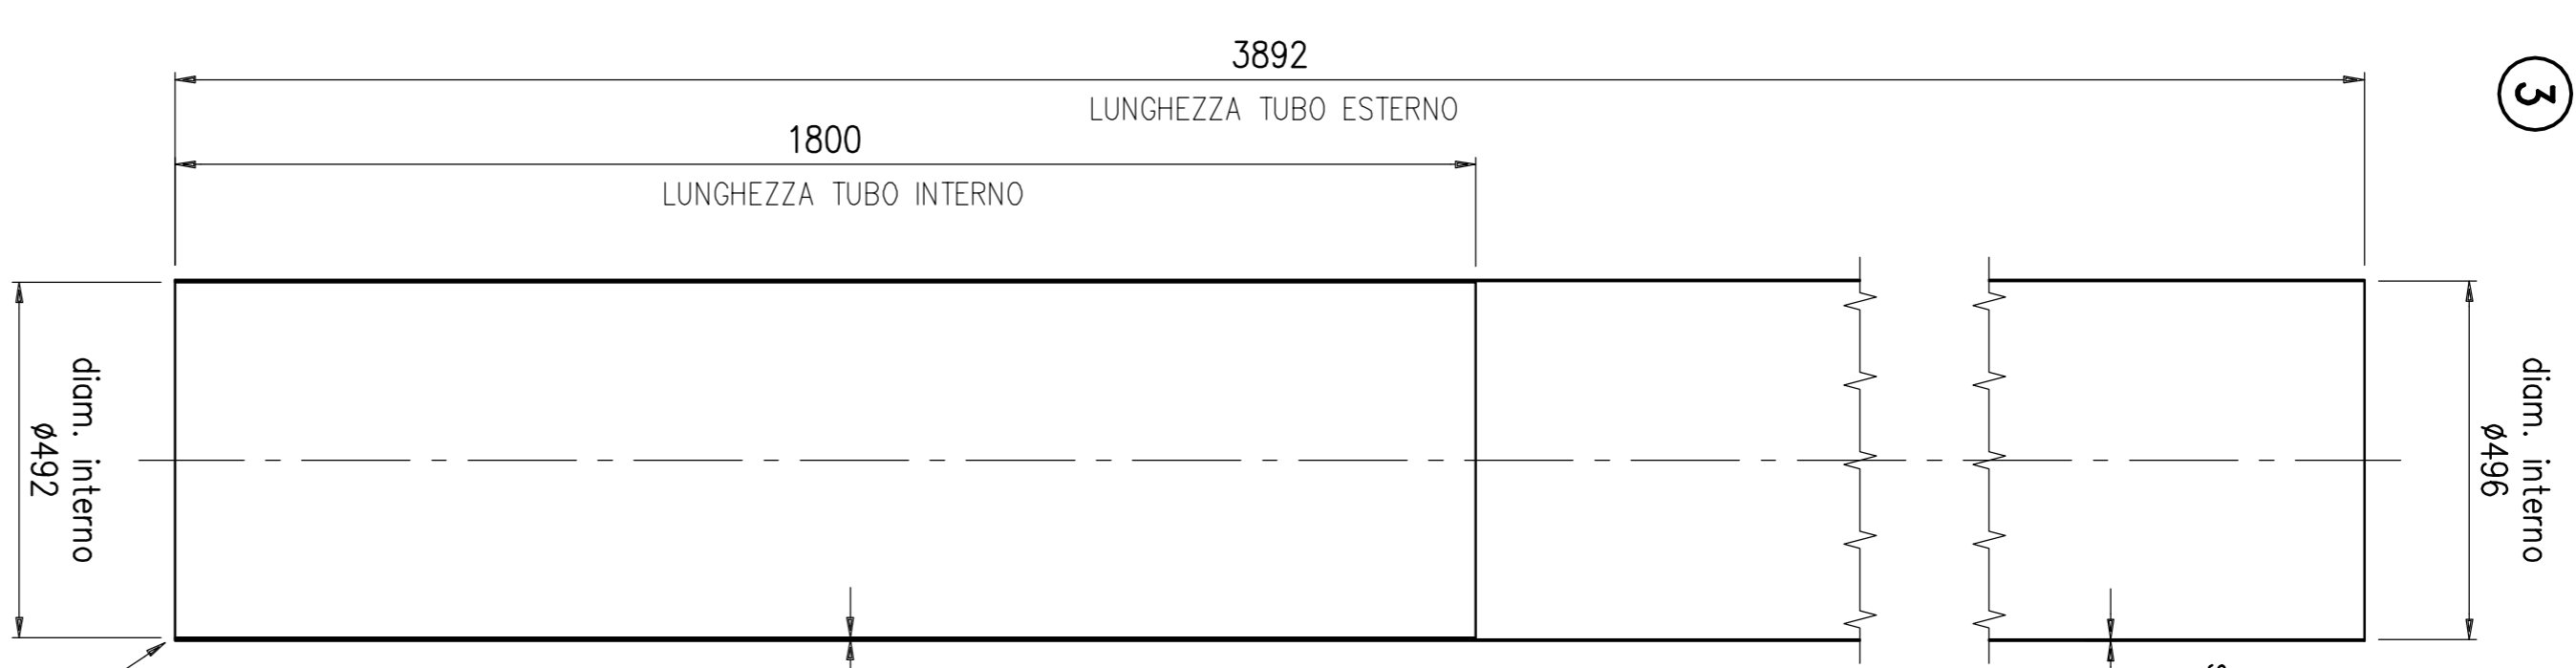 3892
LUNGHEZZA TUBO ESTERNO
1800
LUNGHEZZA TUBO INTERNO
3
diam. interno
ø492
diam. interno
ø496